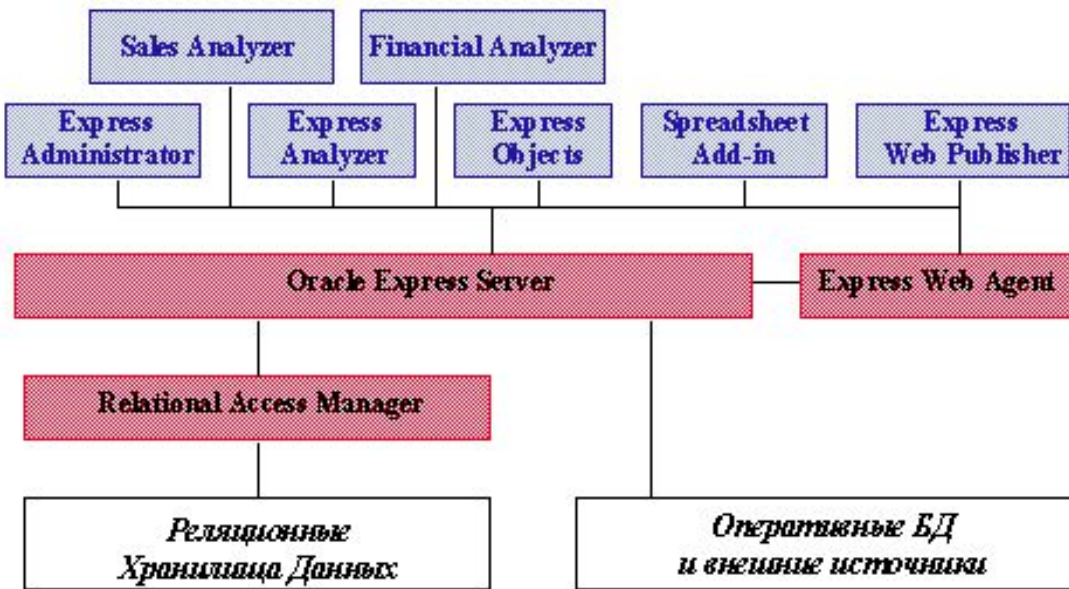 Sales Analyzer
Financial Analyzer
Express
Administrator
Express
Analyzer
Express
Objects
Spreadsheet
Add-in
Express
Web Publisher
Oracle Express Server
Express Web Agent
Relational Access Manager
Реляционные
Хранилища Данных
Оперативные БД
и внешние источники